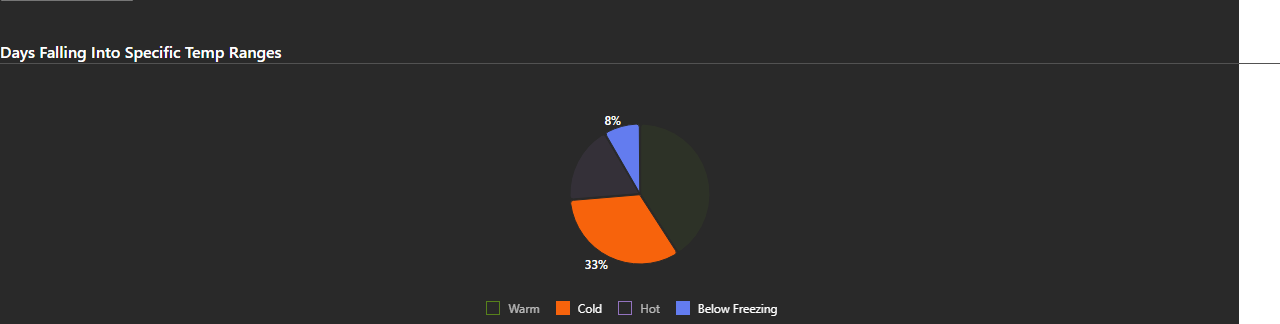 Days Falling Into Specific Temp Ranges
8%
33%
Warm Cold Hot Below Freezing